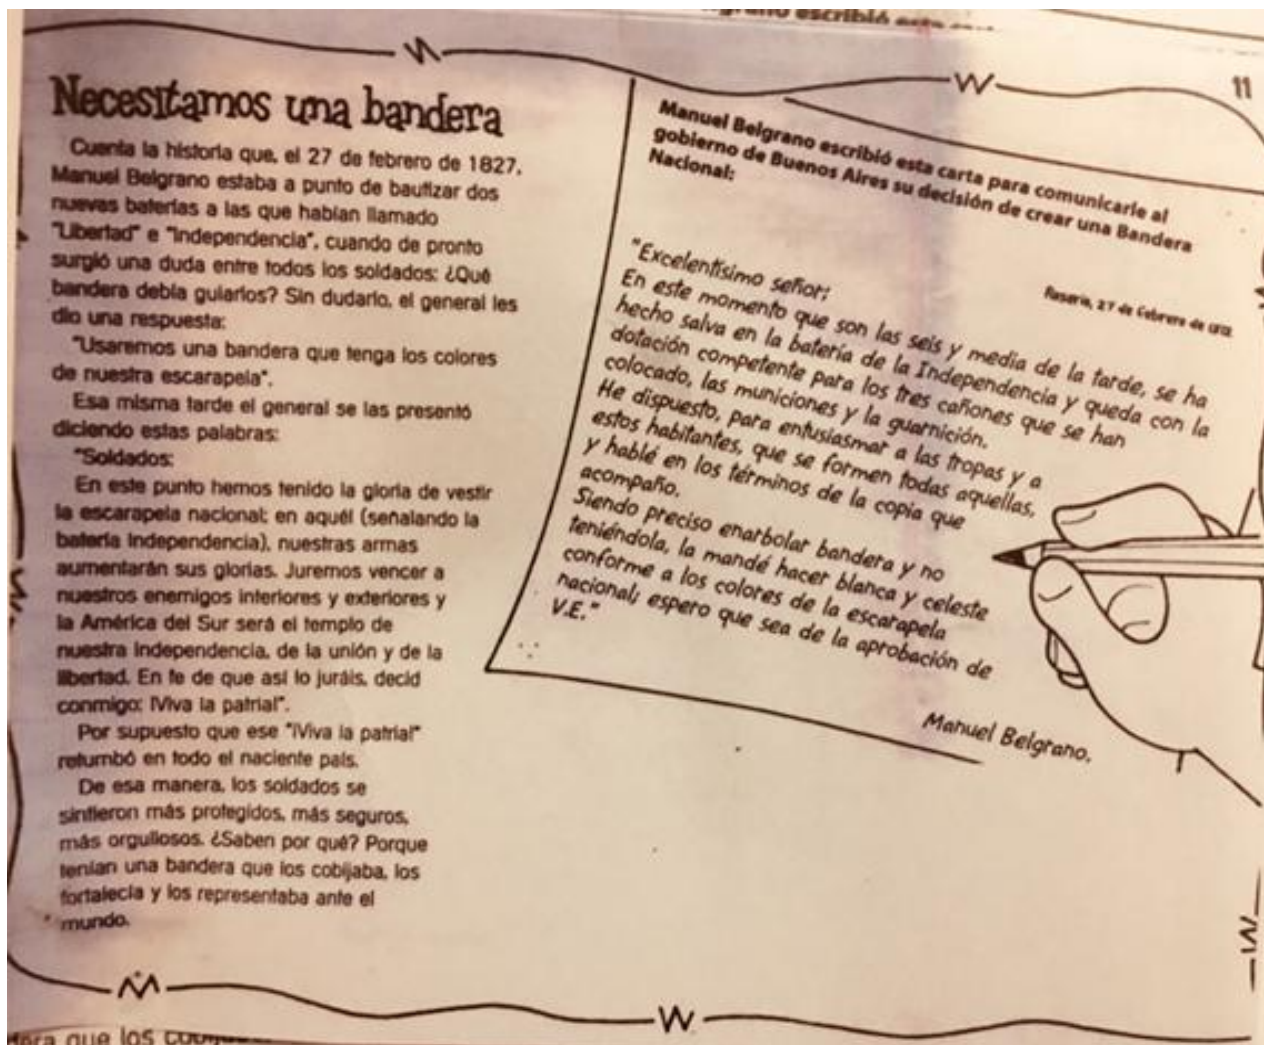 escribió esta
11
Necesitamos una bandera
Cuenta la historia que, el 27 de febrero de 1827,
Manuel Belgrano estaba a punto de bautizar dos
nuevas baterías a las que habían llamado
"Libertad" e "Independencia", cuando de pronto
surgió una duda entre todos los soldados: ¿Qué
bandera debía guiarlos? Sin dudarlo, el general les
dio una respuesta:
"Usaremos una bandera que tenga los colores
de nuestra escarapela".
Esa misma tarde el general se las presentó
diciendo estas palabras:
"Soldados:
En este punto hemos tenido la gloria de vestir
la escarapela nacional; en aquél (señalando la
batería Independencia), nuestras armas
aumentarán sus glorias. Juremos vencer a
nuestros enemigos interiores y exteriores y
la América del Sur será el templo de
nuestra independencia, de la unión y de la
libertad. En fe de que así lo juráis, decid
conmigo: ¡Viva la patria!".
Por supuesto que ese "¡Viva la patria!"
retumbó en todo el naciente país.
De esa manera, los soldados se
sintieron más protegidos, más seguros,
más orgullosos. ¿Saben por qué? Porque
tenían una bandera que los cobijaba, los
fortalecía y los representaba ante el
mundo.
Manuel Belgrano escribió esta carta para comunicarle al
gobierno de Buenos Aires su decisión de crear una Bandera
Nacional:
Rosario, 27 de Febrero de
"Excelentísimo señor:
En este momento que son las seis y media de la tarde, se ha
hecho salva en la batería de la Independencia y queda con la
dotación competente para los tres cañones que se han
colocado, las municiones y la guarnición.
He dispuesto, para entusiasmar a las tropas y a
estos habitantes, que se formen todas aquellas,
y hablé en los términos de la copia que
acompaño.
Siendo preciso enarbolar bandera y no
teniéndola, la mandé hacer blanca y celeste
conforme a los colores de la escarapela
nacional; espero que sea de la aprobación de
V.E."
Manuel Belgrano.
que los